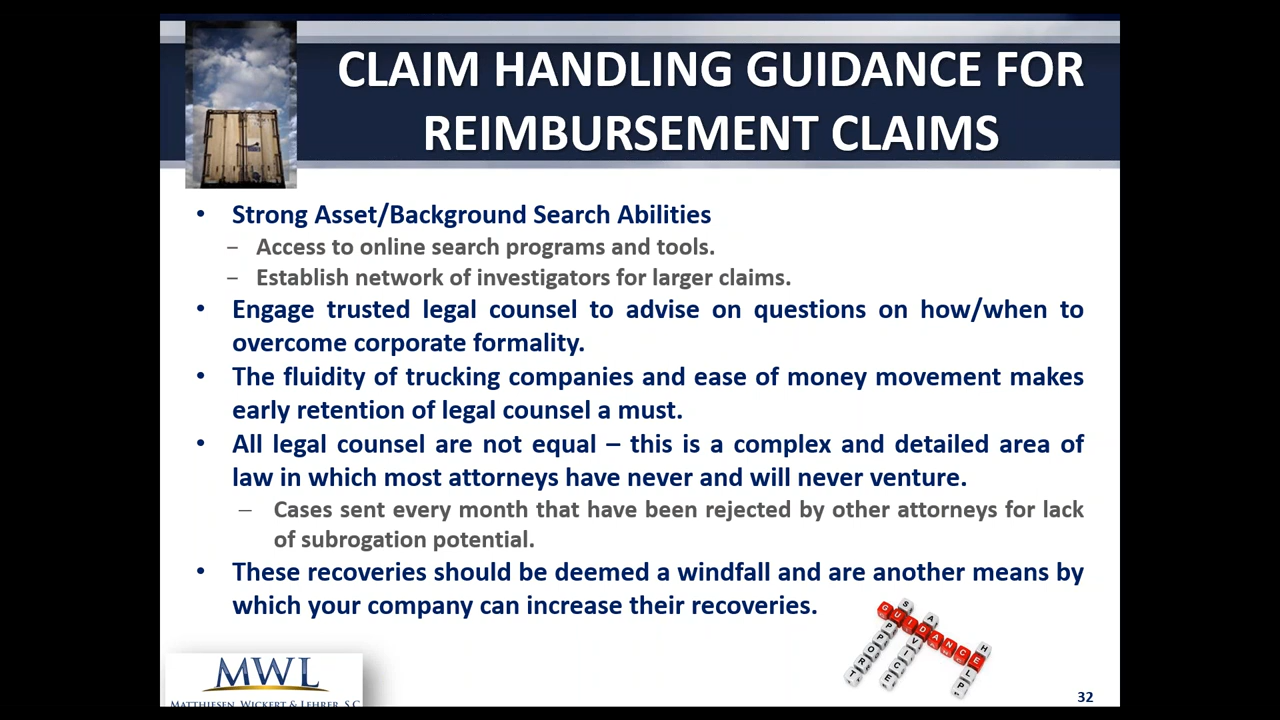 CLAIM HANDLING GUIDANCE FOR
REIMBURSEMENT CLAIMS
• Strong Asset/Background Search Abilities
– Access to online search programs and tools.
– Establish network of investigators for larger claims.
• Engage trusted legal counsel to advise on questions on how/when to
overcome corporate formality.
• The fluidity of trucking companies and ease of money movement makes
early retention of legal counsel a must.
• All legal counsel are not equal – this is a complex and detailed area of
law in which most attorneys have never and will never venture.
– Cases sent every month that have been rejected by other attorneys for lack
of subrogation potential.
• These recoveries should be deemed a windfall and are another means by
which your company can increase their recoveries.
GUIDANCE
SUPPORT
ADVICE
HELP
MWL
MATTHIESEN, WICKERT & LEHRER, S.C.
32